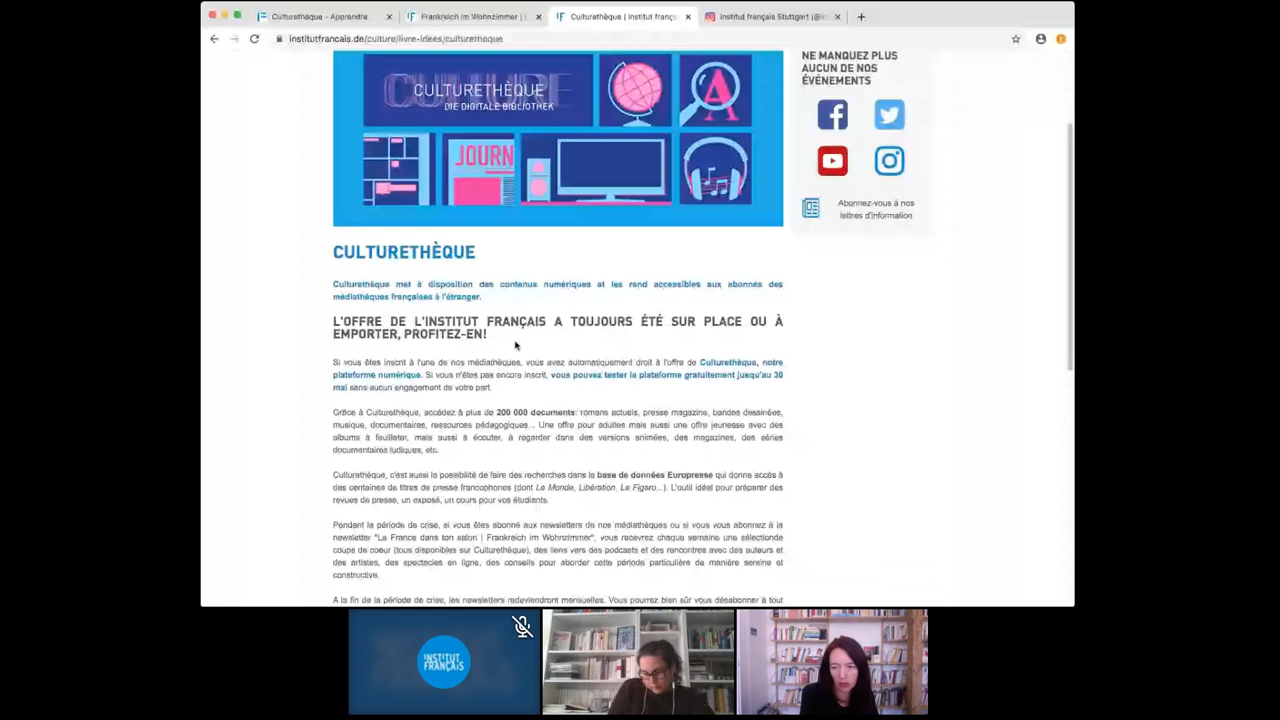 Culturethèque - Apprendre
Frankreich im Wohnzimmer |
Culturethèque | Institut franç
Institut français Stuttgart (@in
institutfrancais.de/culture/livre-idees/culturetheque
CULTURETHÈQUE
DIE DIGITALE BIBLIOTHEK
A
JOURN
NE MANQUEZ PLUS
AUCUN DE NOS
ÉVÉNEMENTS
Abonnez-vous à nos
lettres d'information
CULTURETHÈQUE
Culturethèque met à disposition des contenus numériques et les rend accessibles aux abonnés des
médiathèques françaises à l'étranger.
L'OFFRE DE L'INSTITUT FRANÇAIS A TOUJOURS ÉTÉ SUR PLACE OU À
EMPORTER, PROFITEZ-EN!
Si vous êtes inscrit à l'une de nos médiathèques, vous avez automatiquement droit à l'offre de Culturethèque, notre
plateforme numérique. Si vous n'êtes pas encore inscrit, vous pouvez tester la plateforme gratuitement jusqu'au 30
mai sans aucun engagement de votre part.
Grâce à Culturethèque, accédez à plus de 200 000 documents: romans actuels, presse magazine, bandes dessinées,
musique, documentaires, ressources pédagogiques... Une offre pour adultes mais aussi une offre jeunesse avec des
albums à feuilleter, mais aussi à écouter, à regarder dans des versions animées, des magazines, des séries
documentaires ludiques, etc.
Culturethèque, c'est aussi la possibilité de faire des recherches dans la base de données Europresse qui donne accès à
des centaines de titres de presse francophones (dont Le Monde, Libération, Le Figaro...). L'outil idéal pour préparer des
revues de presse, un exposé, un cours pour vos étudiants.
Pendant la période de crise, si vous êtes abonné aux newsletters de nos médiathèques ou si vous vous abonnez à la
newsletter "La France dans ton salon | Frankreich im Wohnzimmer", vous recevrez chaque semaine une sélectionde
coups de coeur (tous disponibles sur Culturethèque), des liens vers des podcasts et des rencontres avec des auteurs et
des artistes, des spectacles en ligne, des conseils pour aborder cette période particulière de manière sereine et
constructive.
A la fin de la période de crise, les newsletters redeviendront mensuelles. Vous pourrez bien sûr vous désabonner à tout
INSTITUT
FRANÇAIS